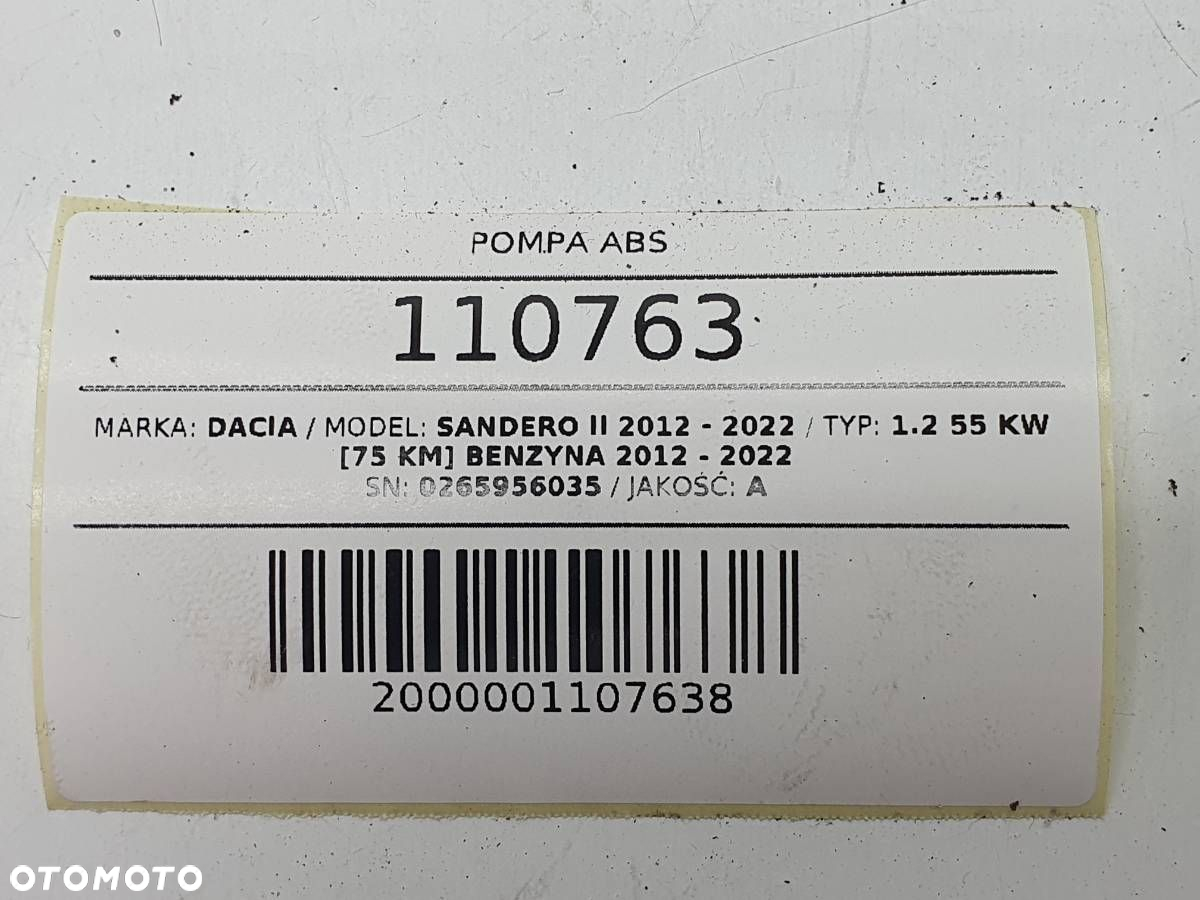 POMPA ABS
110763
MARKA: DACIA / MODEL: SANDERO II 2012 - 2022 / TYP: 1.2 55 KW
[75 KM] BENZYNA 2012 - 2022
SN: 0265956035 / JAKOŚĆ: A
2000001107638
OTOMOTO